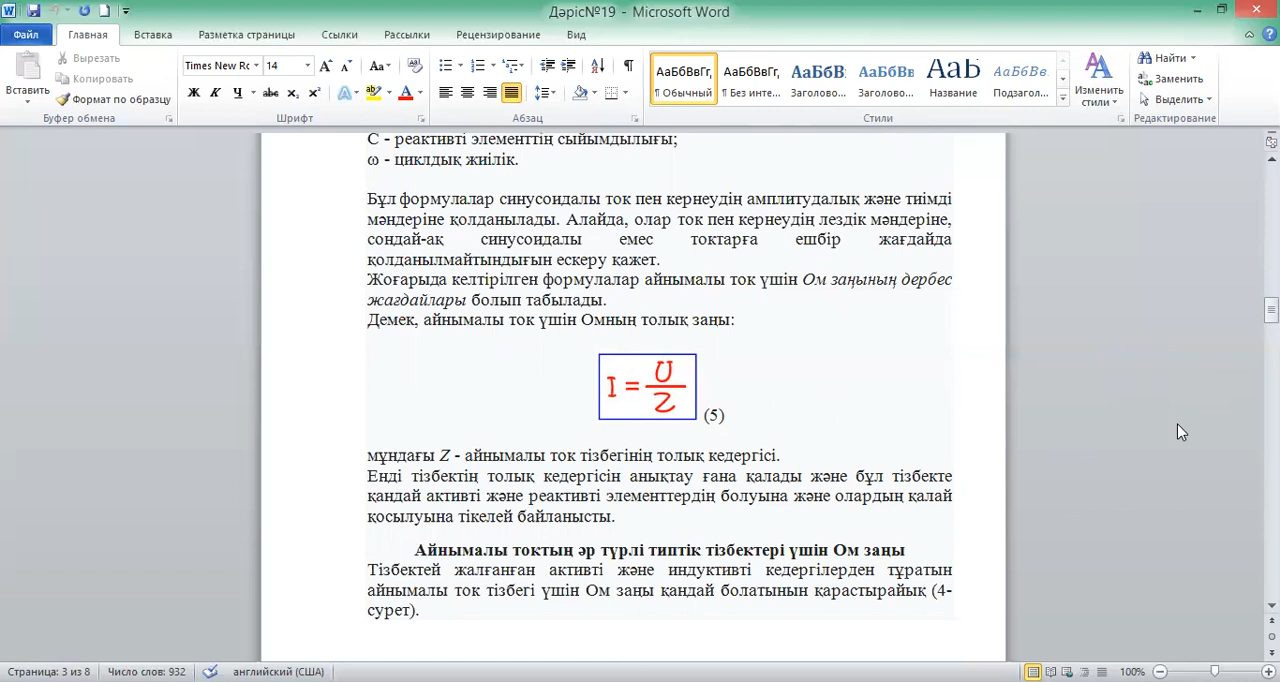 Дәріс№19 - Microsoft Word
Файл Главная Вставка Разметка страницы Ссылки Рассылки Рецензирование Вид
Вставить
Вырезать
Копировать
Формат по образцу
Буфер обмена
Times New Rc 14
Ж К Ч abc x₂ x²
Шрифт
Абзац
АаБбВвГг, АаБбВвГг, АаБбВ АаБбВв АаБ АаБбВв
¶ Обычный ¶ Без инте... Заголово... Заголово... Название Подзагол...
Стили
Изменить стили
Найти
Заменить
Выделить
Редактирование
С - реактивті элементтің сыйымдылығы;
ω - циклдық жиілік.
Бұл формулалар синусоидалы ток пен кернеудің амплитудалық және тиімді
мәндеріне қолданылады. Алайда, олар ток пен кернеудің лездік мәндеріне,
сондай-ақ синусоидалы емес токтарға ешбір жағдайда
қолданылмайтындығын ескеру қажет.
Жоғарыда келтірілген формулалар айнымалы ток үшін Ом заңының дербес
жағдайлары болып табылады.
Демек, айнымалы ток үшін Омның толық заңы:
I = U/Z (5)
мұндағы Z - айнымалы ток тізбегінің толық кедергісі.
Енді тізбектің толық кедергісін анықтау ғана қалады және бұл тізбекте
қандай активті және реактивті элементтердің болуына және олардың қалай
қосылуына тікелей байланысты.
Айнымалы токтың әр түрлі типтік тізбектері үшін Ом заңы
Тізбектей жалғанған активті және индуктивті кедергілерден тұратын
айнымалы ток тізбегі үшін Ом заңы қандай болатынын қарастырайық (4-
сурет).
Страница: 3 из 8 Число слов: 932 английский (США) 100%